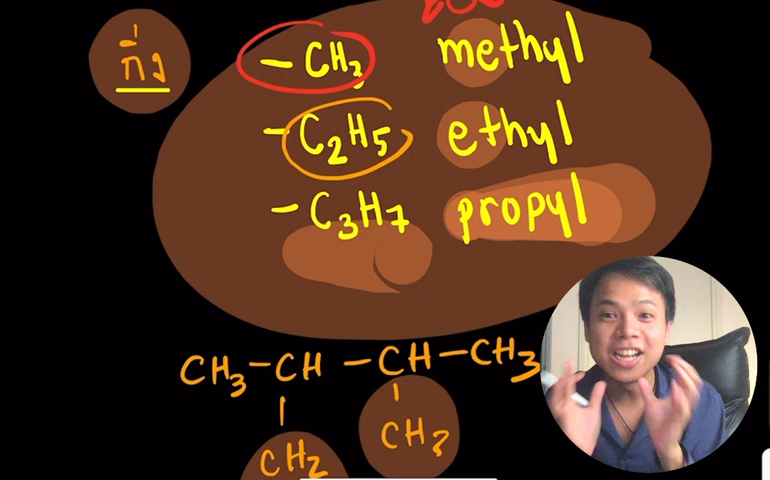 กิ่ง
-CH3 methyl
-C2H5 ethyl
-C3H7 propyl
CH3-CH-CH-CH3
CH3
CH2